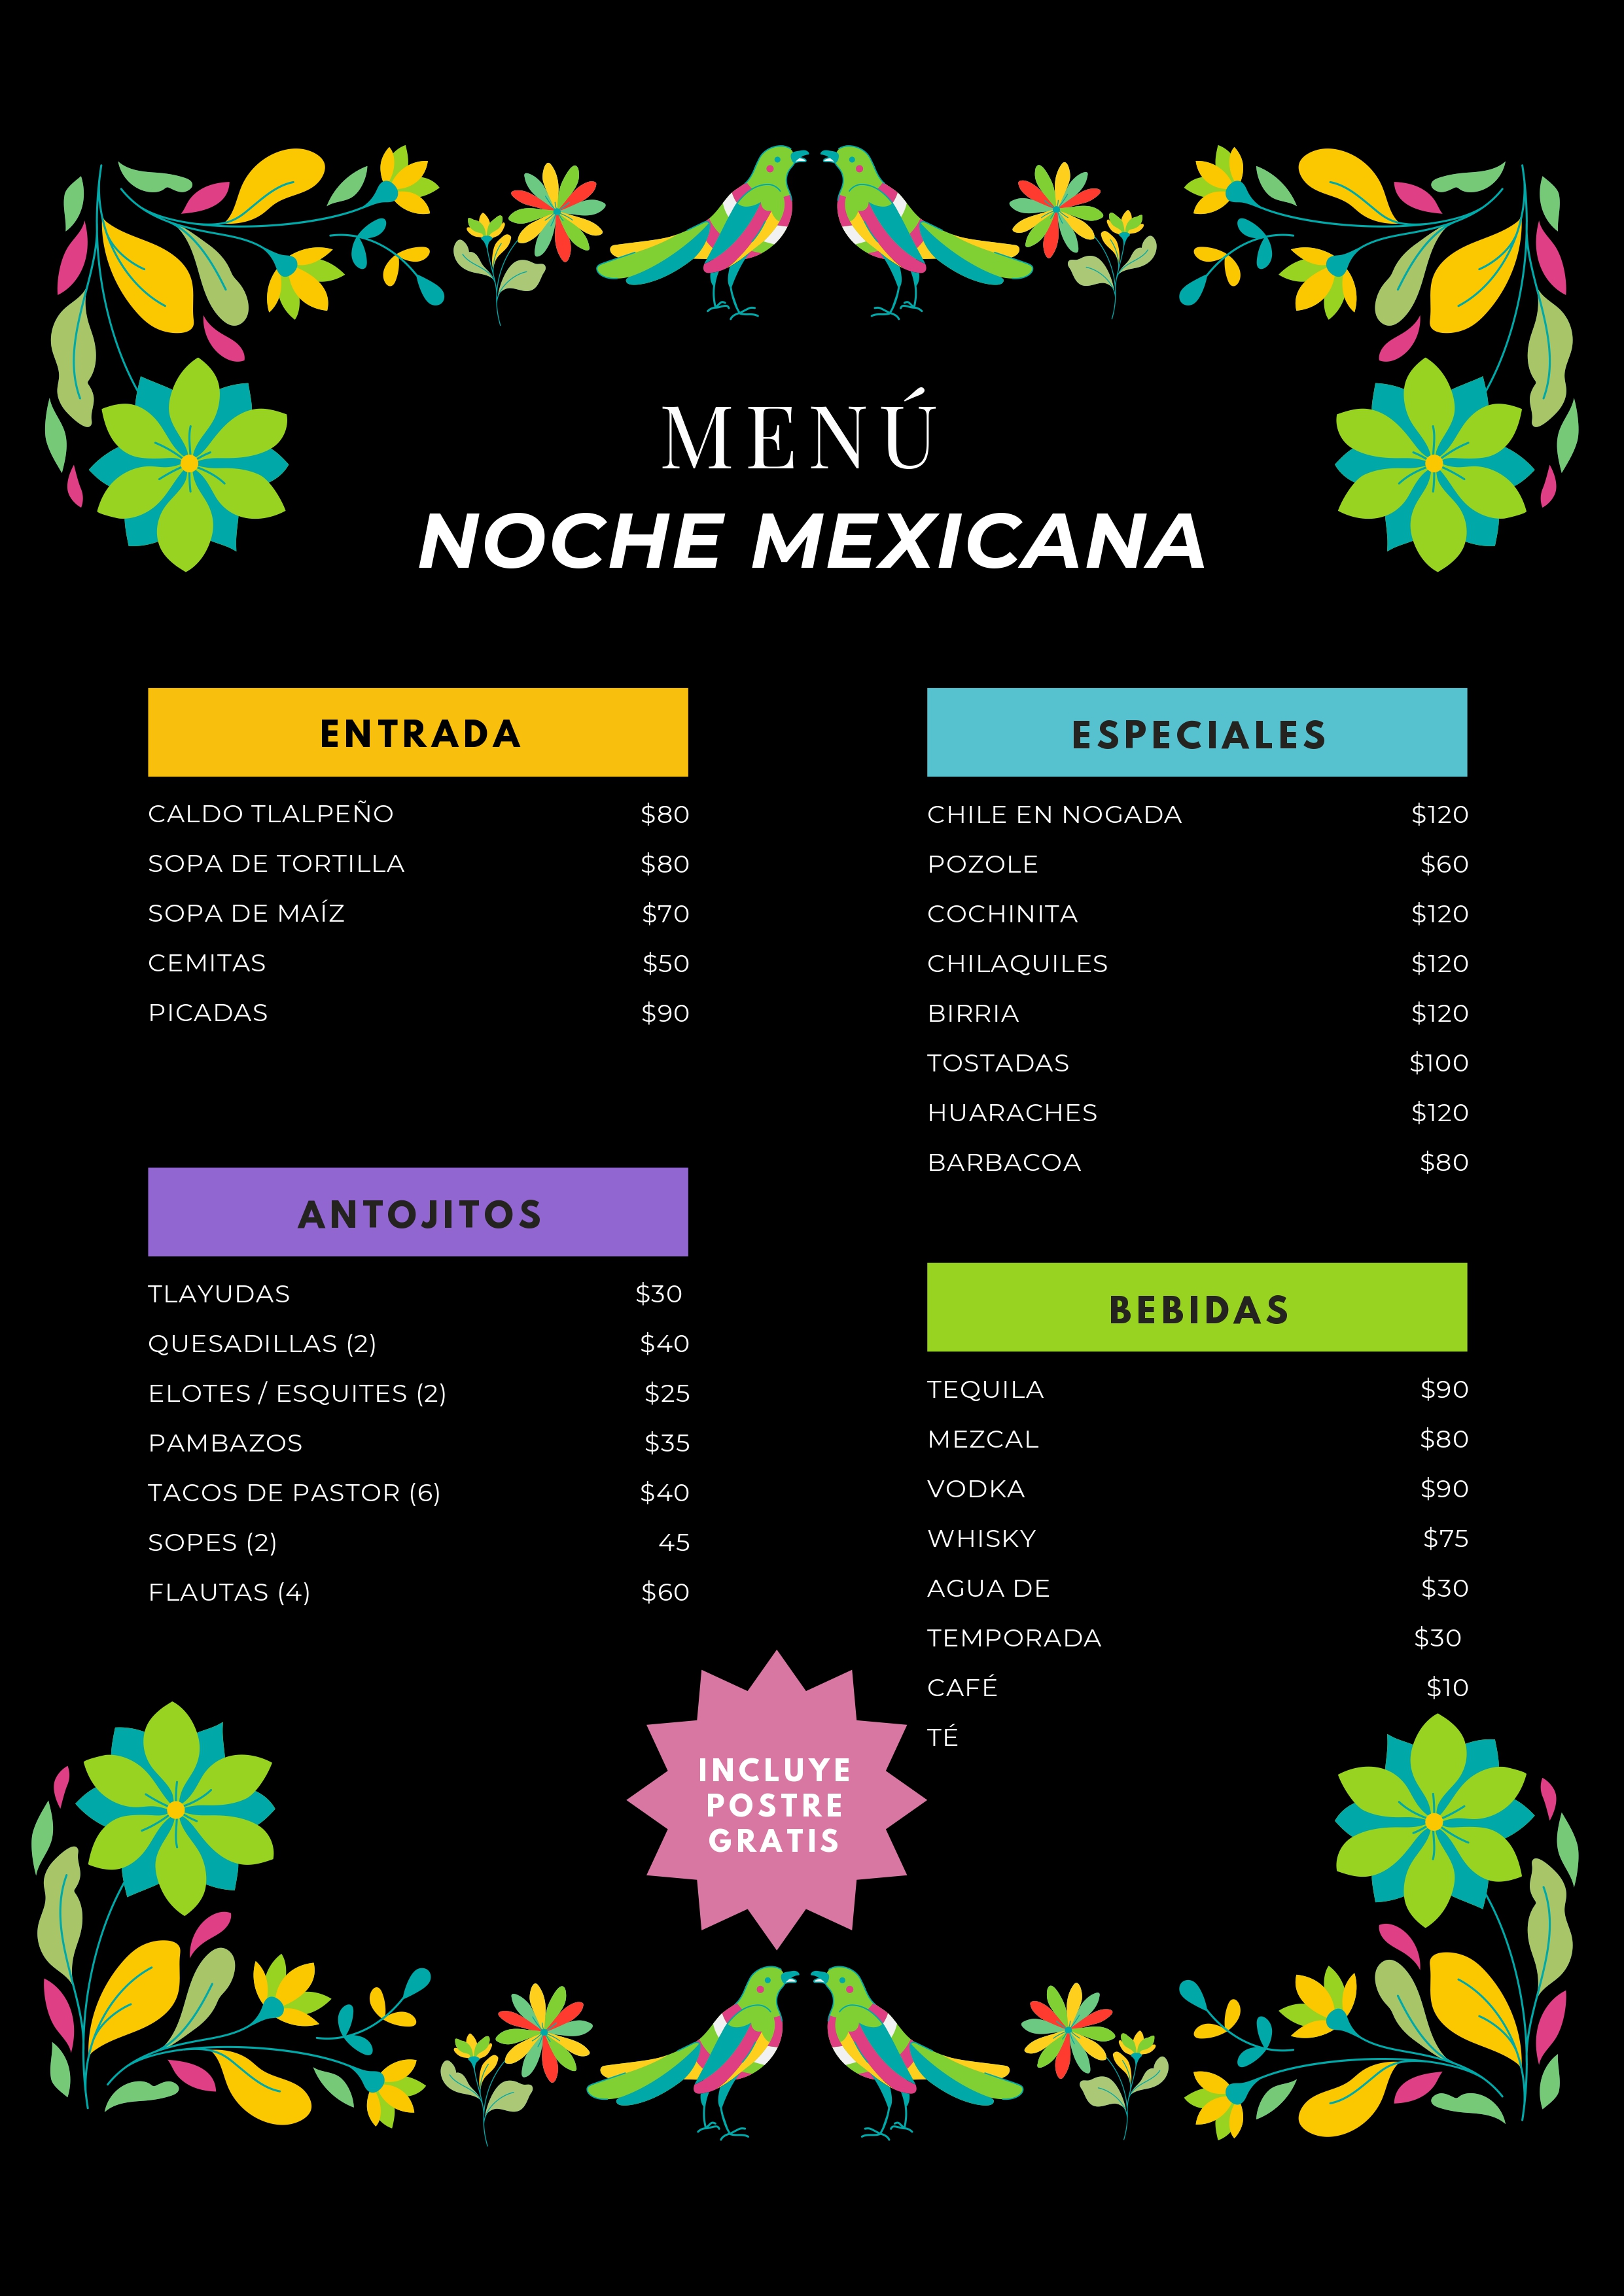 MENÚ
NOCHE MEXICANA
ENTRADA
CALDO TLALPEÑO $80
SOPA DE TORTILLA $80
SOPA DE MAÍZ $70
CEMITAS $50
PICADAS $90
ANTOJITOS
TLAYUDAS $30
QUESADILLAS (2) $40
ELOTES / ESQUITES (2) $25
PAMBAZOS $35
TACOS DE PASTOR (6) $40
SOPES (2) 45
FLAUTAS (4) $60
ESPECIALES
CHILE EN NOGADA $120
POZOLE $60
COCHINITA $120
CHILAQUILES $120
BIRRIA $120
TOSTADAS $100
HUARACHES $120
BARBACOA $80
BEBIDAS
TEQUILA $90
MEZCAL $80
VODKA $90
WHISKY $75
AGUA DE $30
TEMPORADA $30
CAFÉ $10
TÉ
INCLUYE
POSTRE
GRATIS